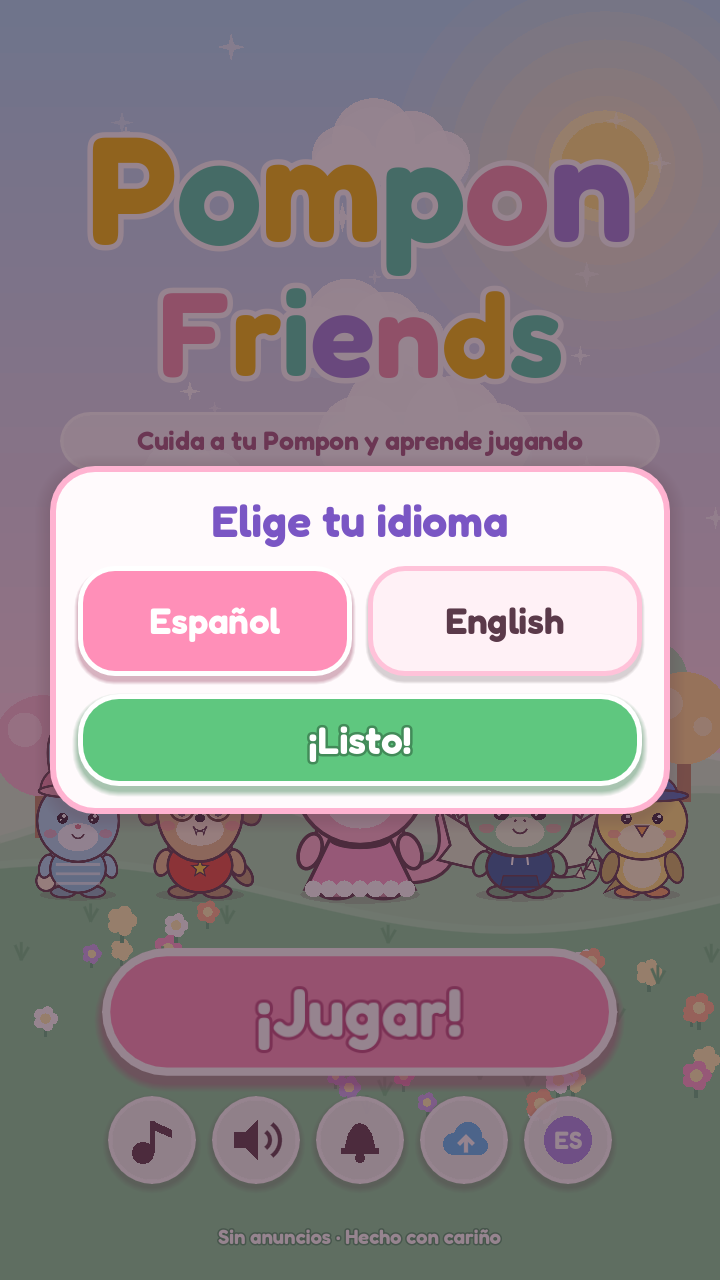 Pompon
Friends
Cuida a tu Pompon y aprende jugando
Elige tu idioma
Español
English
¡Listo!
¡Jugar!
ES
Sin anuncios · Hecho con cariño